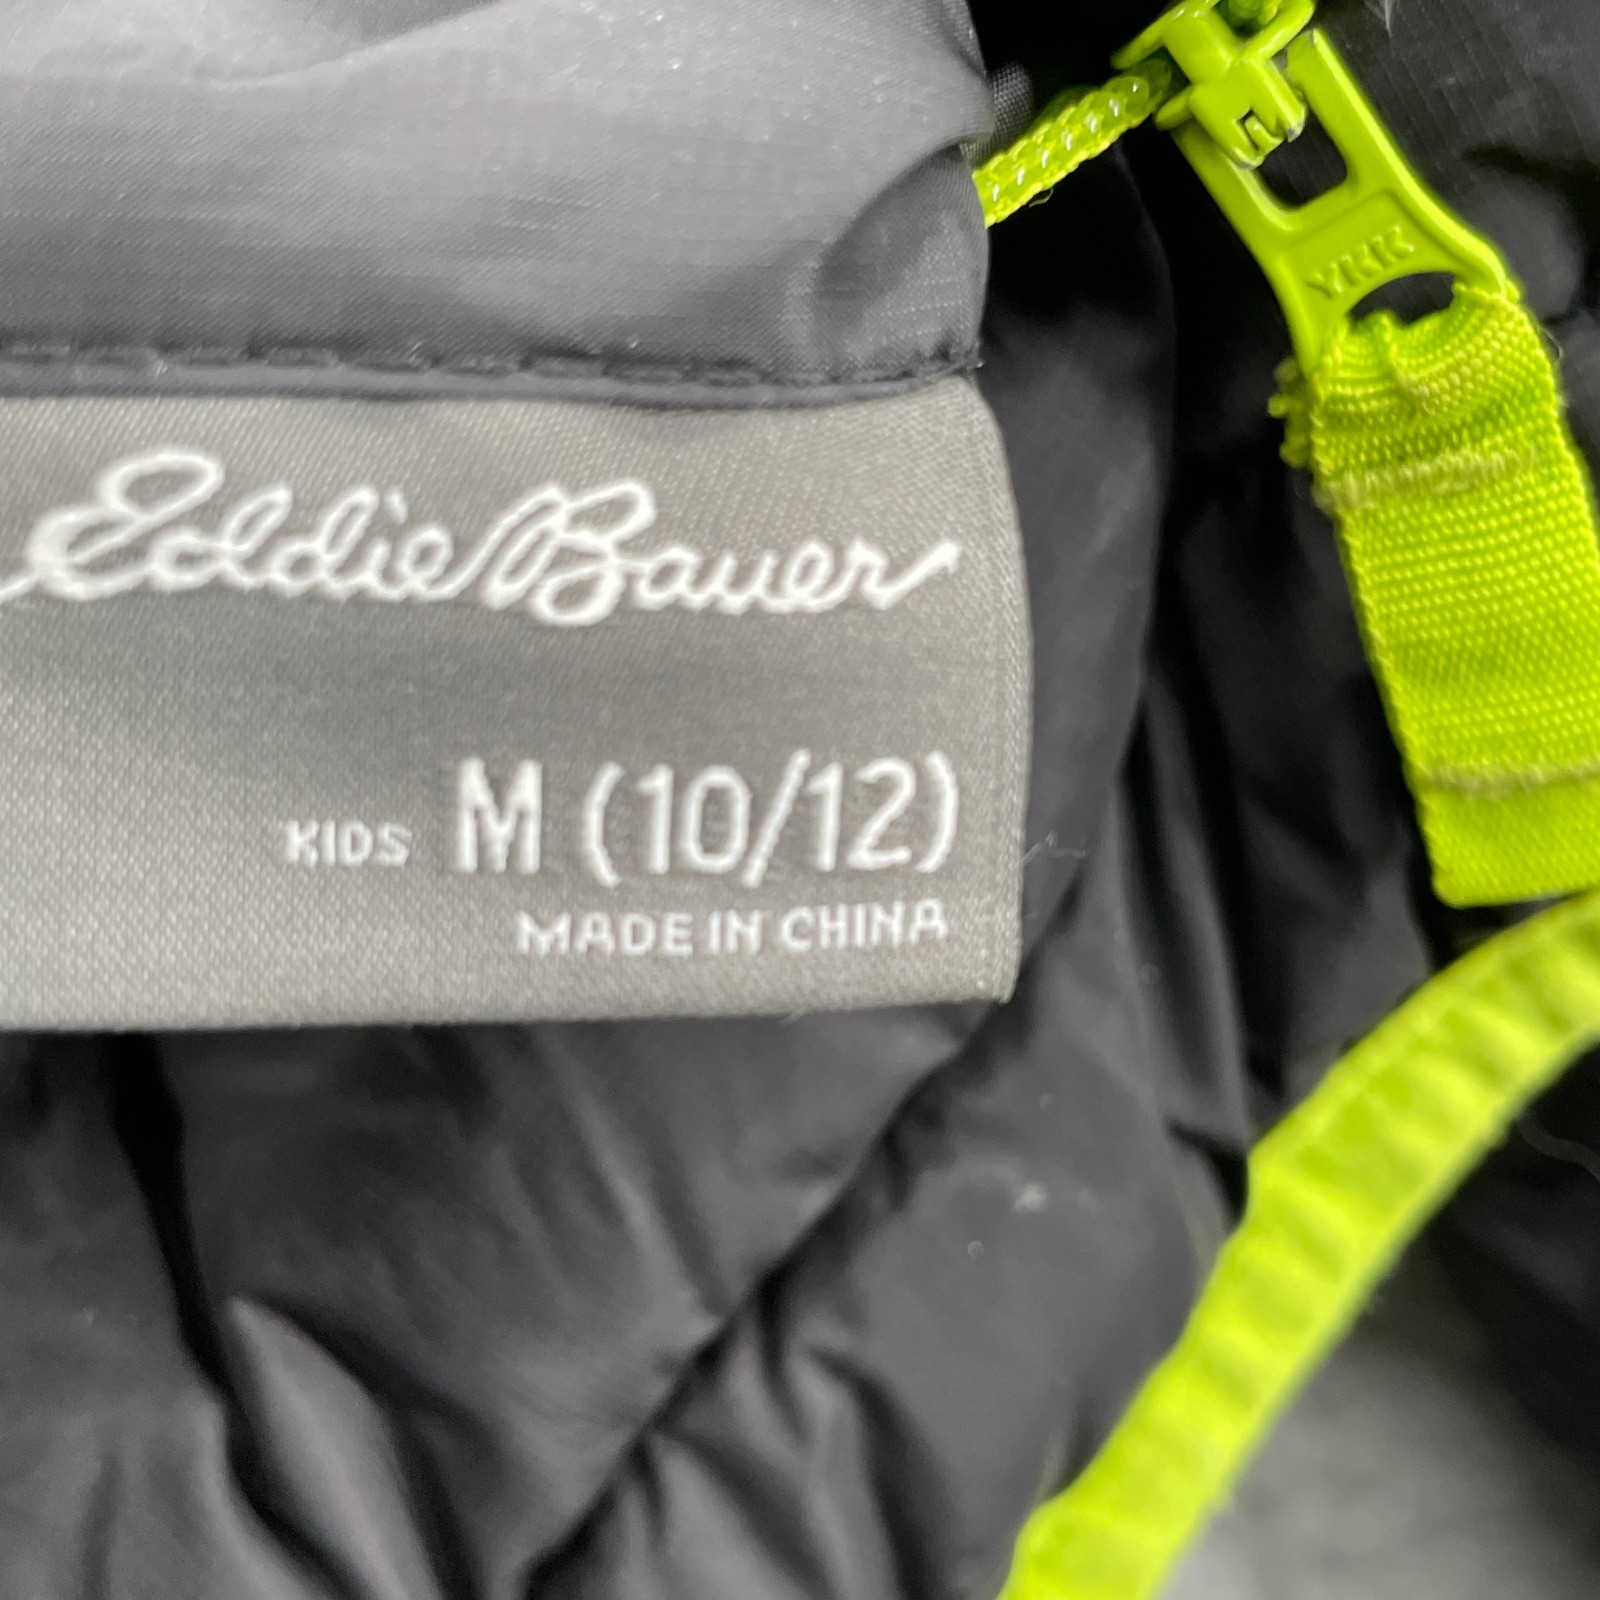 YKK
Eddie Bauer
KIDS M (10/12)
MADE IN CHINA